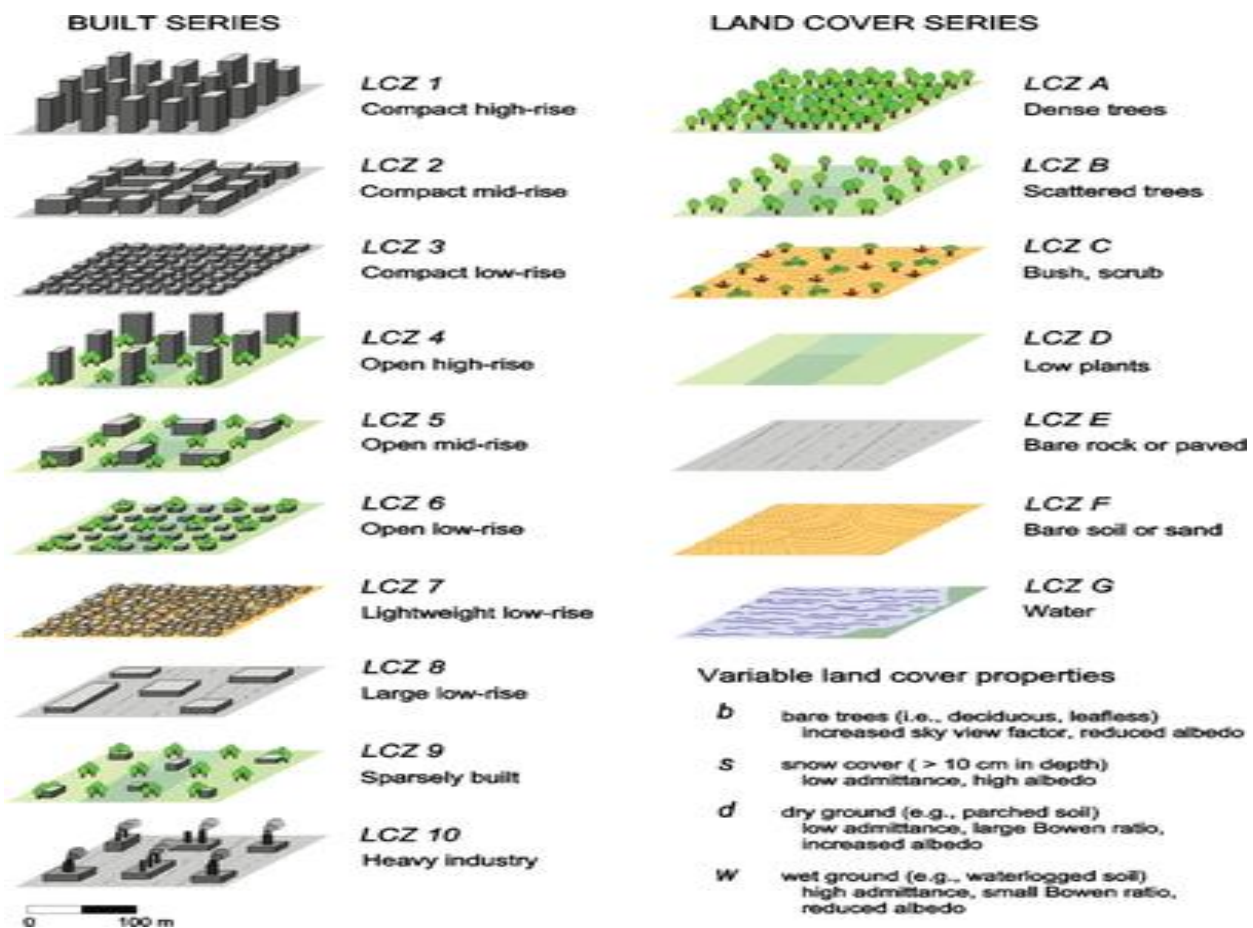 BUILT SERIES
LCZ 1
Compact high-rise
LCZ 2
Compact mid-rise
LCZ 3
Compact low-rise
LCZ 4
Open high-rise
LCZ 5
Open mid-rise
LCZ 6
Open low-rise
LCZ 7
Lightweight low-rise
LCZ 8
Large low-rise
LCZ 9
Sparsely built
LCZ 10
Heavy industry
0 100 m
LAND COVER SERIES
LCZ A
Dense trees
LCZ B
Scattered trees
LCZ C
Bush, scrub
LCZ D
Low plants
LCZ E
Bare rock or paved
LCZ F
Bare soil or sand
LCZ G
Water
Variable land cover properties
b bare trees (i.e., deciduous, leafless)
increased sky view factor, reduced albedo
s snow cover ( > 10 cm in depth)
low admittance, high albedo
d dry ground (e.g., parched soil)
low admittance, large Bowen ratio,
increased albedo
w wet ground (e.g., waterlogged soil)
high admittance, small Bowen ratio,
reduced albedo